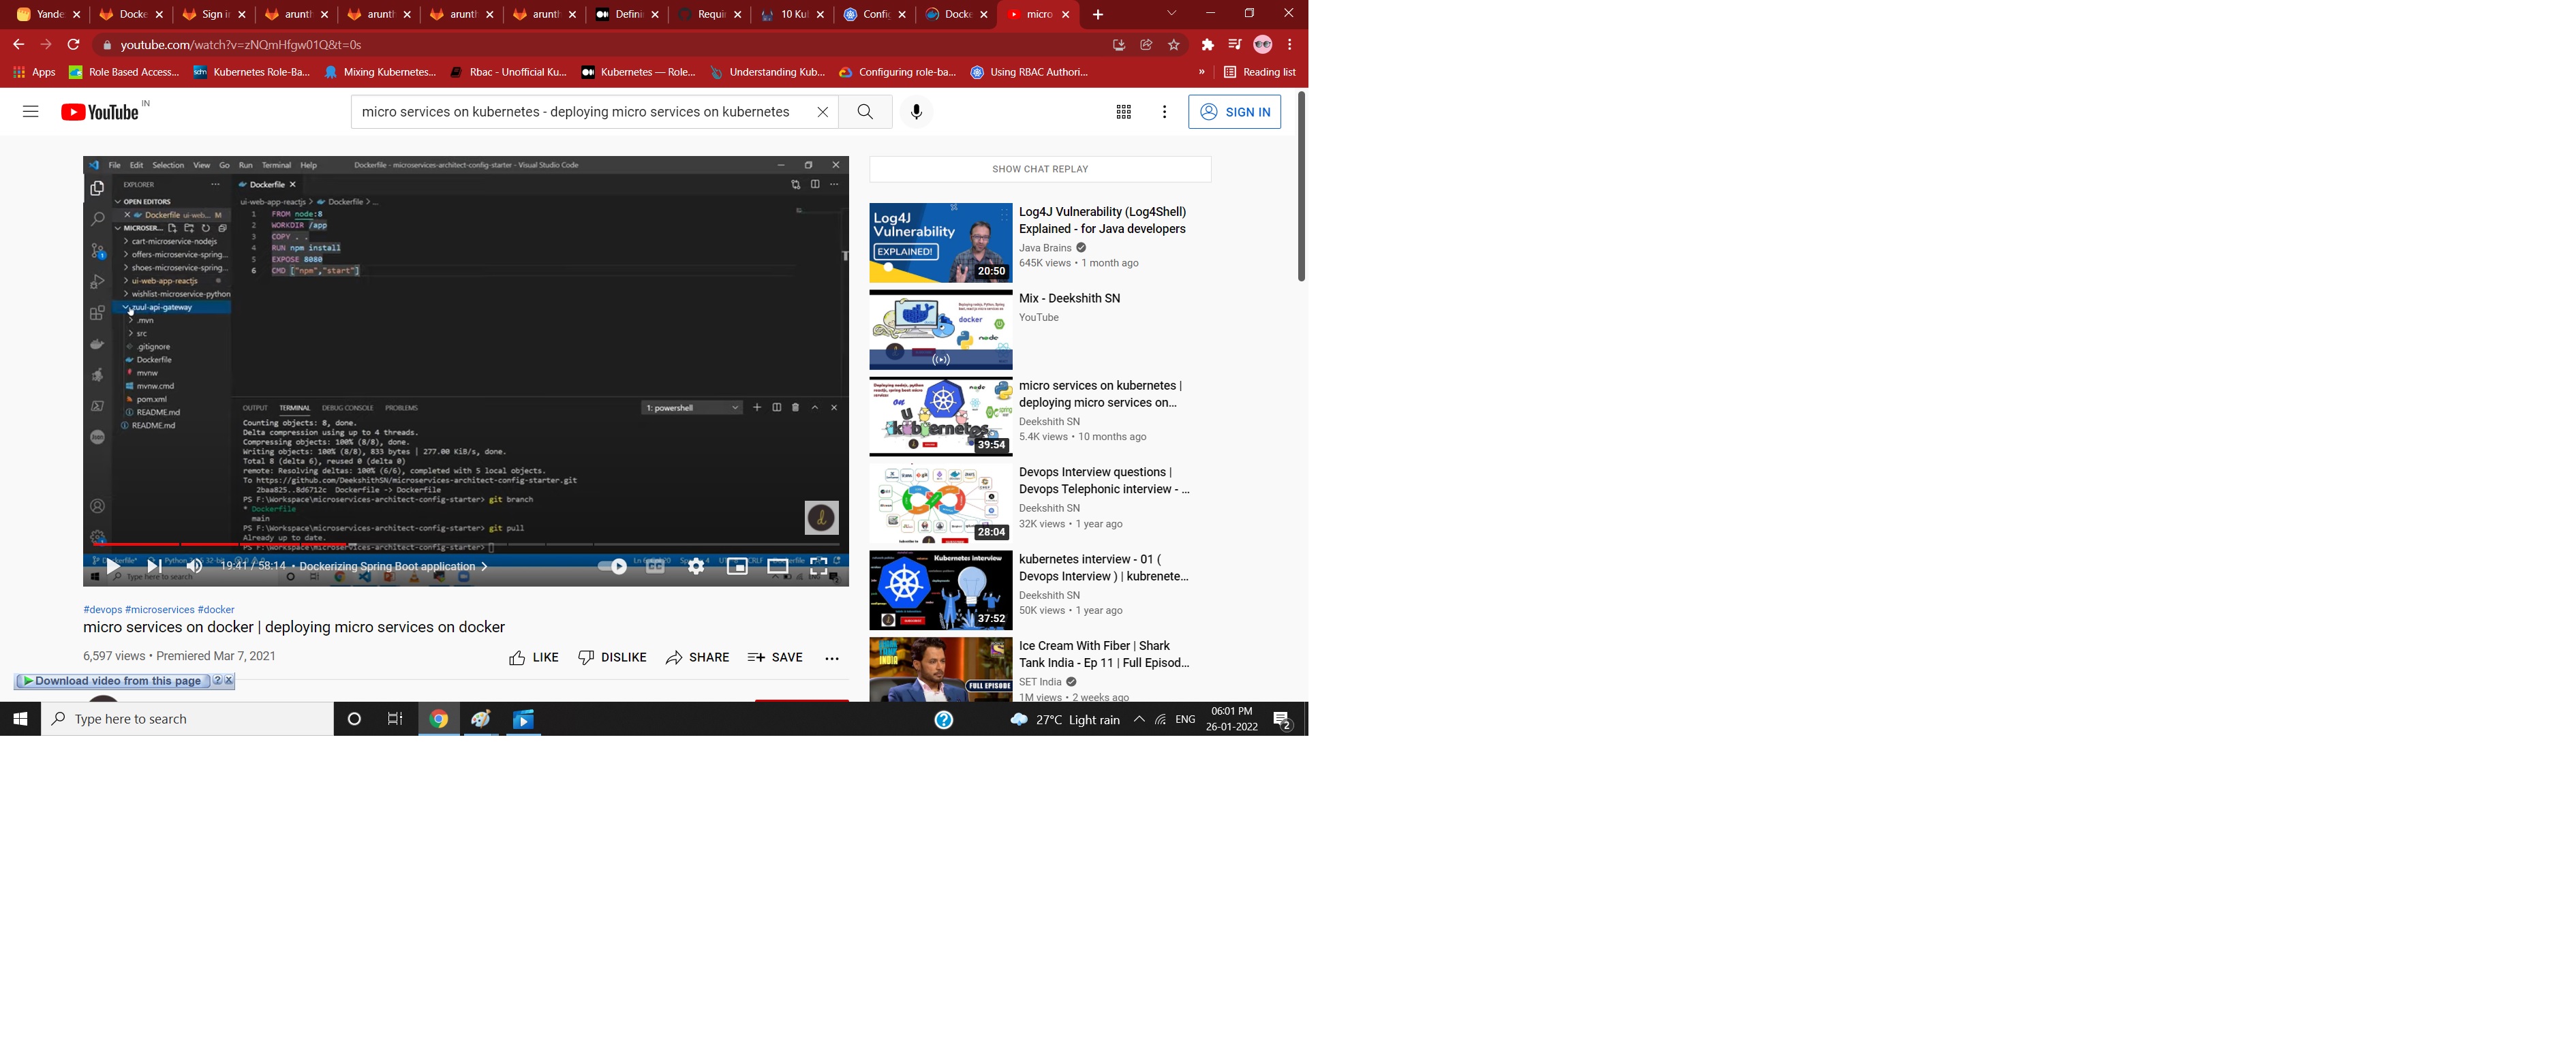 Yande
Docke
Sign i
arunt
arunt
arunt
arunt
Defini
Requi
10 Ku
Config
Docke
micro
youtube.com/watch?v=zNQmHfgw01Q&t=0s
Apps
Role Based Access...
Kubernetes Role-Ba...
Mixing Kubernetes...
Rbac - Unofficial Ku...
Kubernetes — Role...
Understanding Kub...
Configuring role-ba...
Using RBAC Authori...
»
Reading list
YouTube IN
micro services on kubernetes - deploying micro services on kubernetes
SIGN IN
File Edit Selection View Go Run Terminal Help
Dockerfile - microservices-architect-config-starter - Visual Studio Code
EXPLORER
Dockerfile
OPEN EDITORS
Dockerfile ui-web... M
MICROSER...
cart-microservice-nodejs
offers-microservice-spring...
shoes-microservice-spring...
ui-web-app-reactjs
wishlist-microservice-python
zuul-api-gateway
.mvn
src
.gitignore
Dockerfile
mvnw
mvnw.cmd
pom.xml
README.md
README.md
ui-web-app-reactjs > Dockerfile > ...
1 FROM node:8
2 WORKDIR /app
3 COPY . .
4 RUN npm install
5 EXPOSE 8080
6 CMD ["npm","start"]
OUTPUT TERMINAL DEBUG CONSOLE PROBLEMS
1: powershell
Counting objects: 8, done.
Delta compression using up to 4 threads.
Compressing objects: 100% (8/8), done.
Writing objects: 100% (8/8), 833 bytes | 277.00 KiB/s, done.
Total 8 (delta 6), reused 0 (delta 0)
remote: Resolving deltas: 100% (6/6), completed with 5 local objects.
To https://github.com/DeekshithSN/microservices-architect-config-starter.git
2baa825..8d6712c Dockerfile -> Dockerfile
PS F:\Workspace\microservices-architect-config-starter> git branch
* Dockerfile
main
PS F:\Workspace\microservices-architect-config-starter> git pull
Already up to date.
PS F:\Workspace\microservices-architect-config-starter>
19:41 / 58:14 • Dockerizing Spring Boot application
Type here to search
#devops #microservices #docker
micro services on docker | deploying micro services on docker
6,597 views • Premiered Mar 7, 2021
LIKE
DISLIKE
SHARE
SAVE
Download video from this page
SHOW CHAT REPLAY
Log4J
Vulnerability
EXPLAINED!
20:50
Log4J Vulnerability (Log4Shell)
Explained - for Java developers
Java Brains
645K views • 1 month ago
docker
node
Mix - Deekshith SN
YouTube
on
kubernetes
node
spring
39:54
micro services on kubernetes |
deploying micro services on...
Deekshith SN
5.4K views • 10 months ago
28:04
Devops Interview questions |
Devops Telephonic interview - ...
Deekshith SN
32K views • 1 year ago
Kubernetes interview
37:52
kubernetes interview - 01 (
Devops Interview ) | kubrenete...
Deekshith SN
50K views • 1 year ago
SHARK TANK INDIA
FULL EPISODE
Ice Cream With Fiber | Shark
Tank India - Ep 11 | Full Episod...
SET India
1M views • 2 weeks ago
Type here to search
27°C Light rain
ENG
06:01 PM
26-01-2022
2